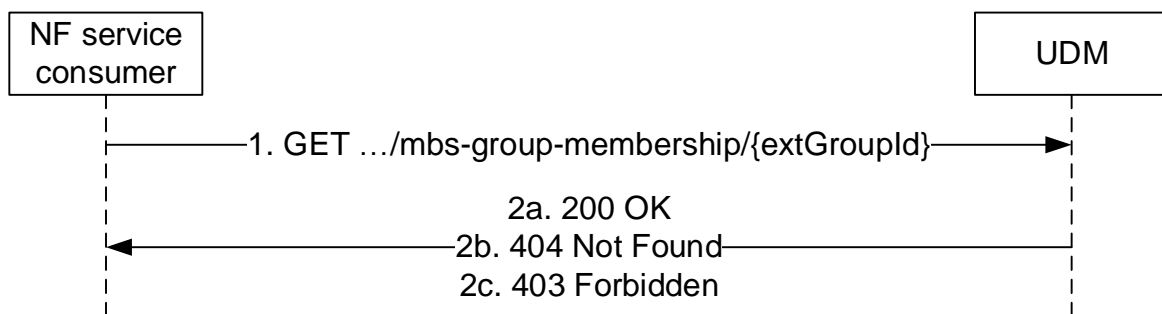 NF service
consumer
UDM
1. GET …/mbs-group-membership/{extGroupId}
2a. 200 OK
2b. 404 Not Found
2c. 403 Forbidden